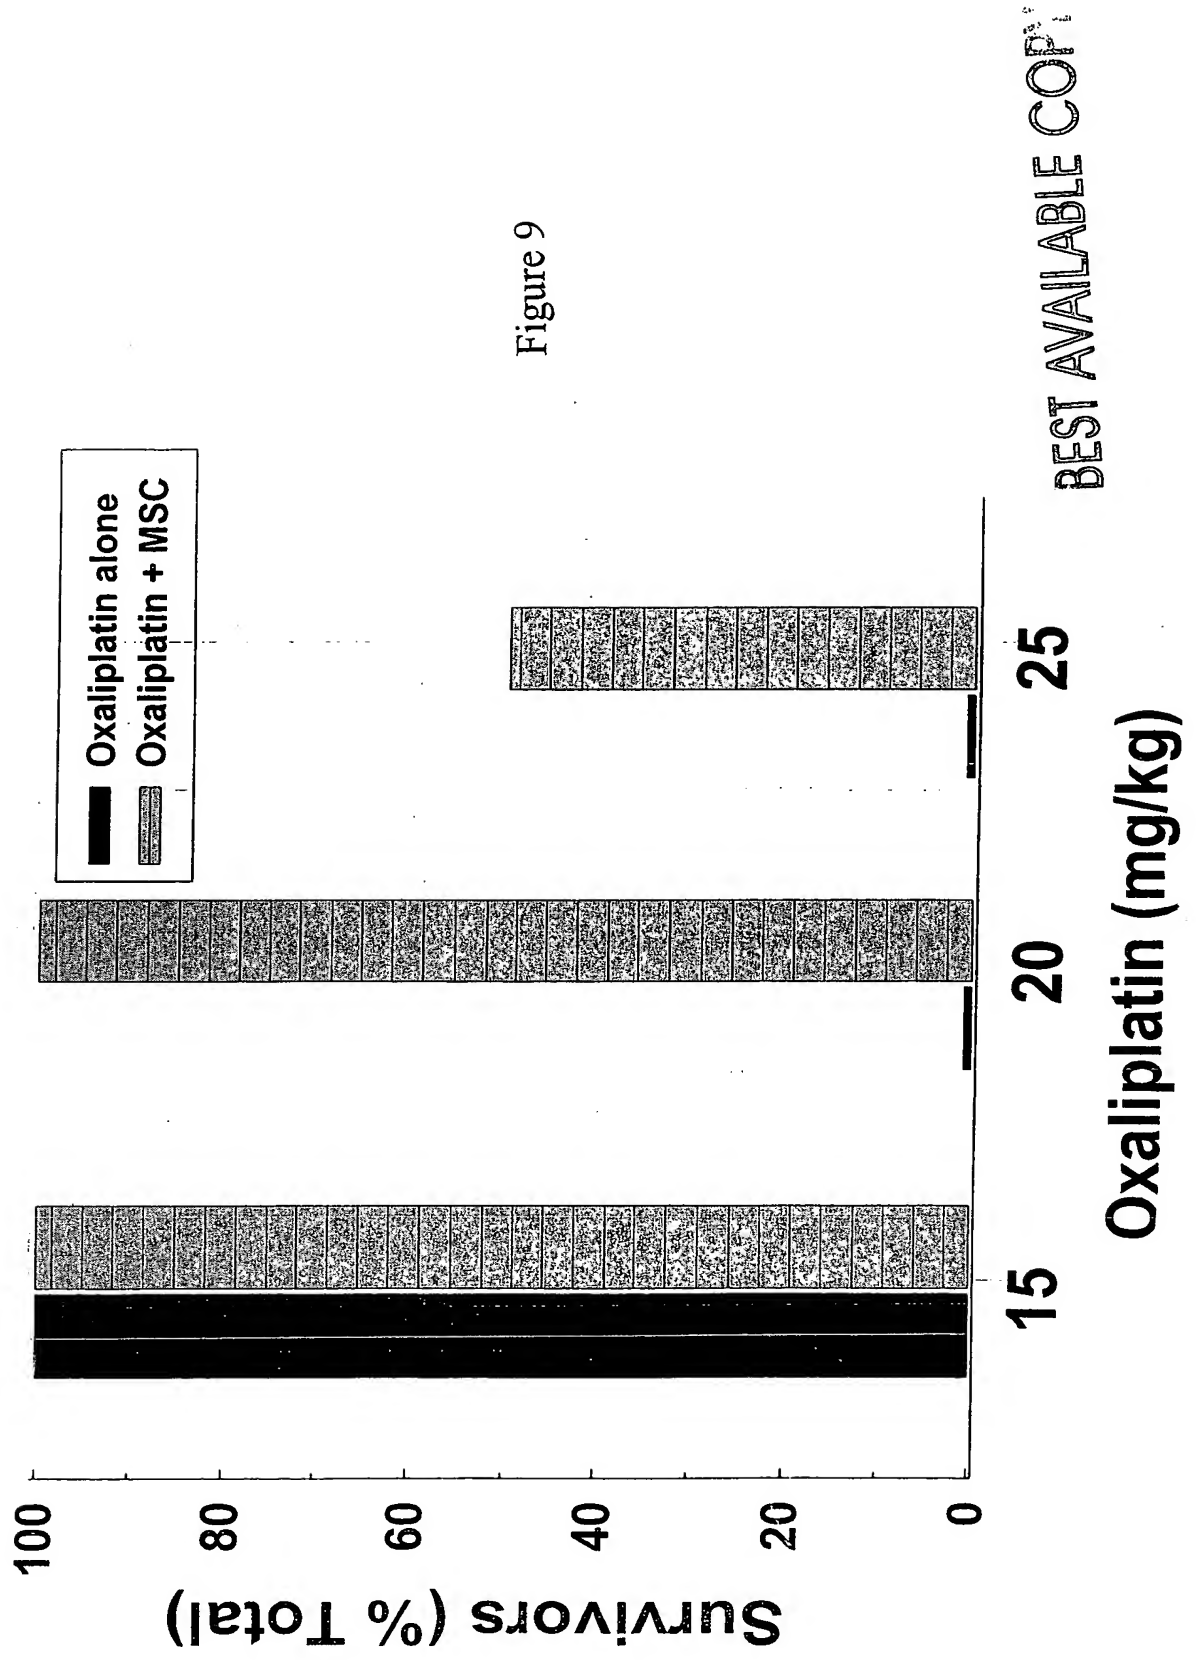 Survivors (% Total)
100
80
60
40
20
0
Oxaliplatin alone
Oxaliplatin + MSC
15
20
25
Oxaliplatin (mg/kg)
Figure 9
BEST AVAILABLE COPY